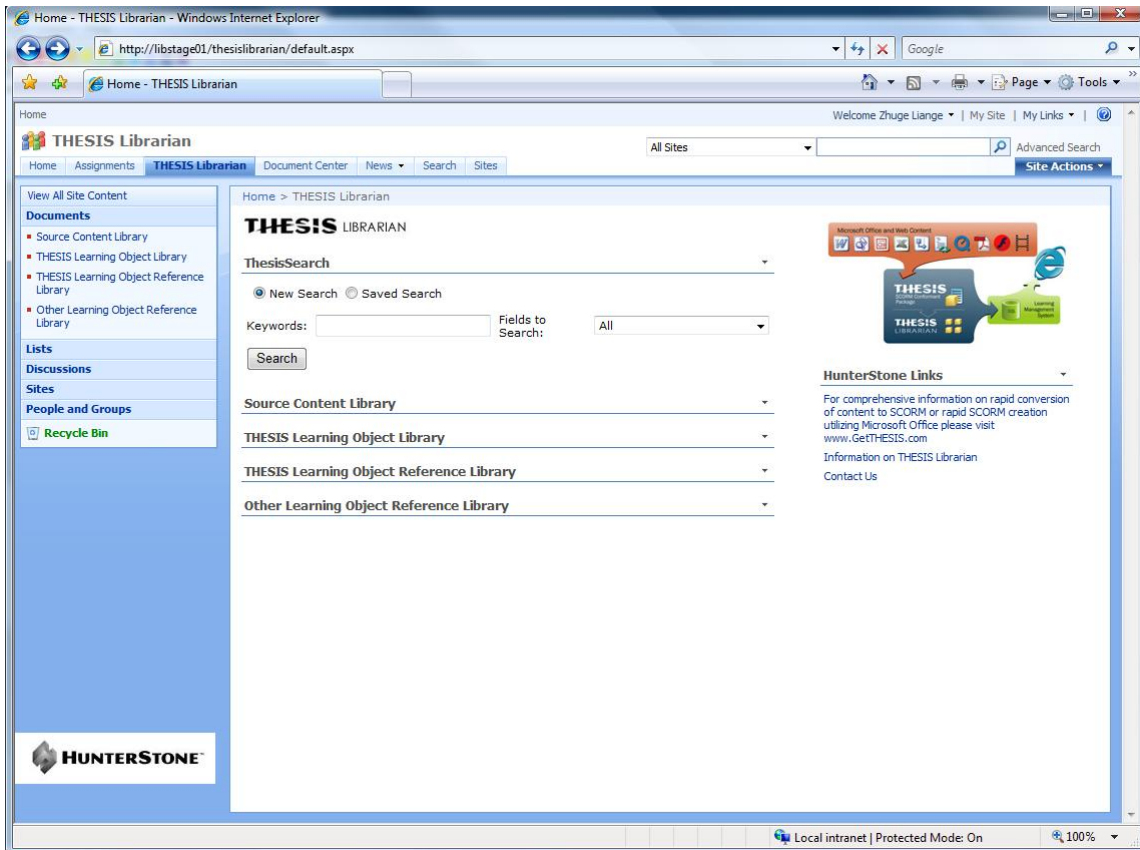 Home - THESIS Librarian - Windows Internet Explorer
http://libstage01/thesislibrarian/default.aspx
Google
Home - THESIS Librarian
Page
Tools
Home
Welcome Zhuge Liange | My Site | My Links |
THESIS Librarian
All Sites
Advanced Search
Home Assignments THESIS Librarian Document Center News Search Sites
Site Actions
View All Site Content
Documents
Source Content Library
THESIS Learning Object Library
THESIS Learning Object Reference
Library
Other Learning Object Reference
Library
Lists
Discussions
Sites
People and Groups
Recycle Bin
HUNTERSTONE
Home > THESIS Librarian
THES!S LIBRARIAN
ThesisSearch
New Search Saved Search
Keywords:
Fields to
Search:
All
Search
Source Content Library
THESIS Learning Object Library
THESIS Learning Object Reference Library
Other Learning Object Reference Library
Microsoft Office and Web Content
THESIS
SCORM Conformant
Package
THESIS
LIBRARIAN
Learning
Management
System
HunterStone Links
For comprehensive information on rapid conversion
of content to SCORM or rapid SCORM creation
utilizing Microsoft Office please visit
www.GetTHESIS.com
Information on THESIS Librarian
Contact Us
Local intranet | Protected Mode: On
100%